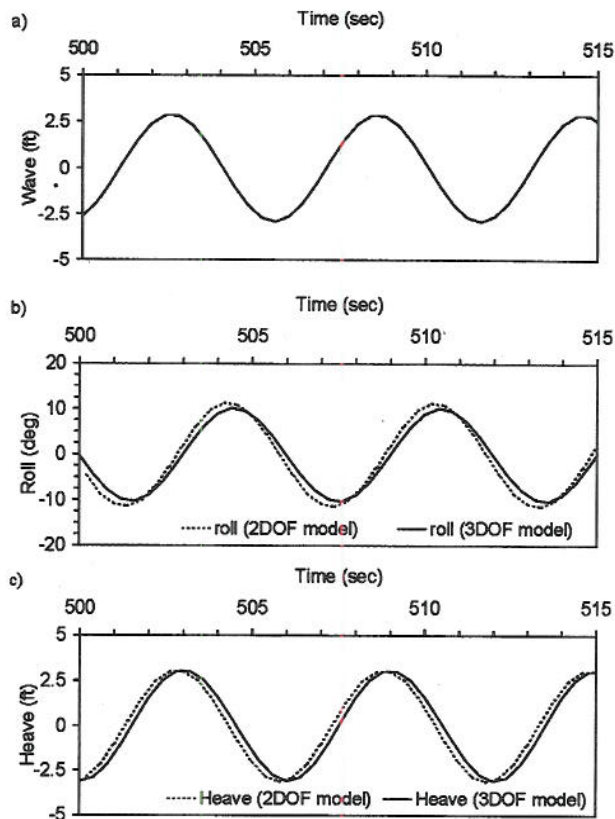 a)
Time (sec)
500 505 510 515
5
2.5
0
-2.5
-5
Wave (ft)
b)
Time (sec)
500 505 510 515
20
10
0
-10
-20
Roll (deg)
roll (2DOF model) roll (3DOF model)
c)
Time (sec)
500 505 510 515
5
2.5
0
-2.5
-5
Heave (ft)
Heave (2DOF model) Heave (3DOF model)